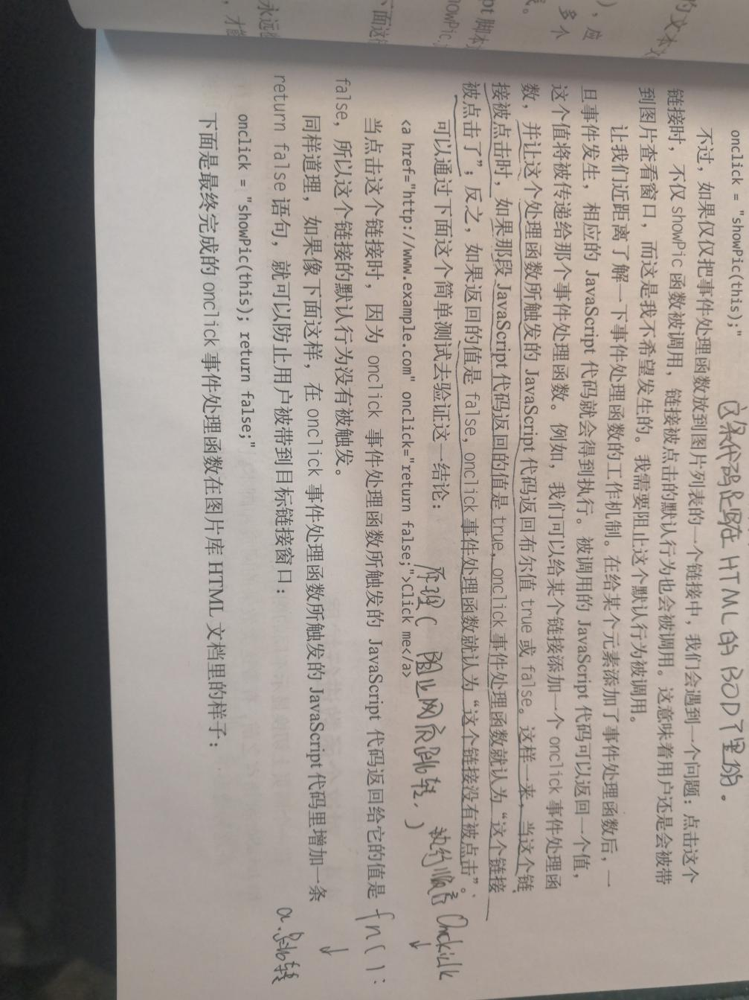 onclick = "showPic(this);"
这条代码是写在HTML的BODY里的。
不过，如果仅仅把事件处理函数放到图片列表的一个链接中，我们会遇到一个问题：点击这个
链接时，不仅 showPic 函数被调用，链接被点击的默认行为也会被调用。这意味着用户还是会被带
到图片查看窗口，而这是我不希望发生的。我需要阻止这个默认行为被调用。
让我们近距离了解一下事件处理函数的工作机制。在给某个元素添加了事件处理函数后，一
旦事件发生，相应的 JavaScript 代码就会得到执行。被调用的 JavaScript 代码可以返回一个值，
这个值将被传递给那个事件处理函数。例如，我们可以给某个链接添加一个 onclick 事件处理函
数，并让这个处理函数所触发的 JavaScript 代码返回布尔值 true 或 false。这样一来，当这个链
接被点击时，如果那段 JavaScript 代码返回的值是 true，onclick 事件处理函数就认为“这个链接
被点击了”；反之，如果返回的值是 false，onclick 事件处理函数就认为“这个链接没有被点击”。
可以通过下面这个简单测试去验证这一结论：
原理（阻止网页跳转，）
执行顺序 Onckilk
↓
<a href="http://www.example.com" onclick="return false;">Click me</a>
当点击这个链接时，因为 onclick 事件处理函数所触发的 JavaScript 代码返回给它的值是
fn():
↓
false，所以这个链接的默认行为没有被触发。
同样道理，如果像下面这样，在 onclick 事件处理函数所触发的 JavaScript 代码里增加一条
a.跳转
return false 语句，就可以防止用户被带到目标链接窗口：
onclick = "showPic(this); return false;"
下面是最终完成的 onclick 事件处理函数在图片库 HTML 文档里的样子：